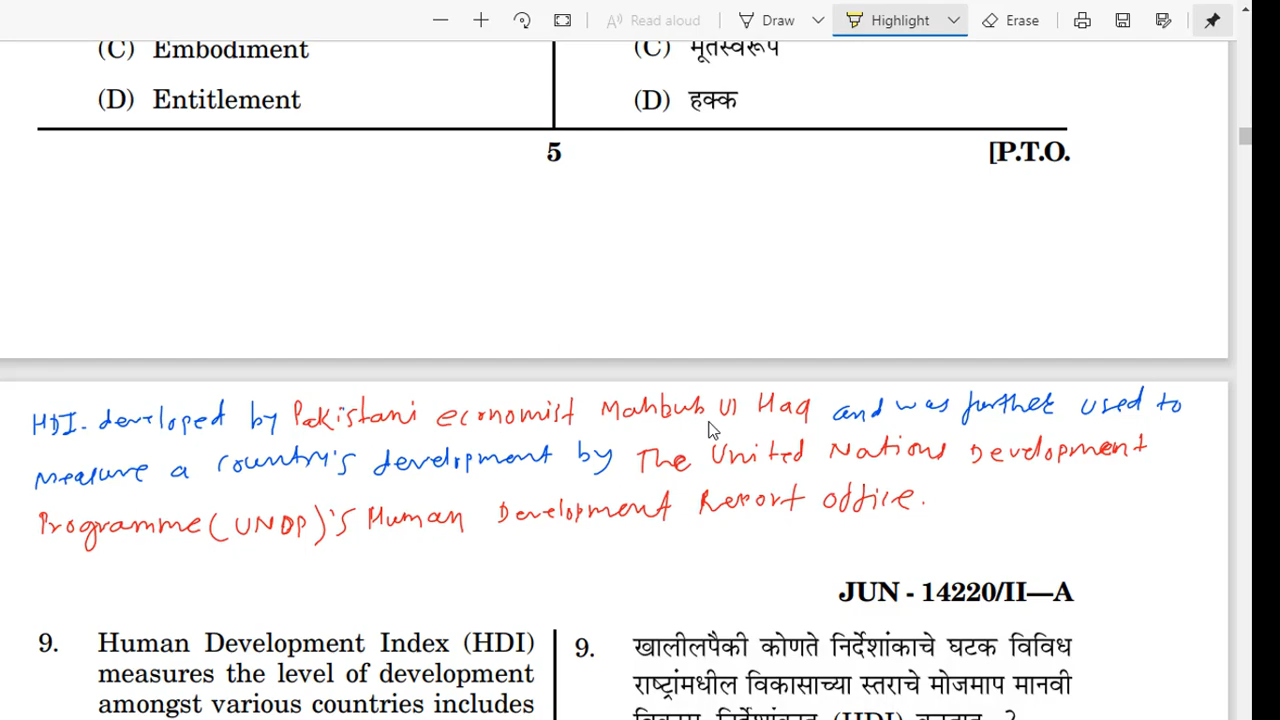 Read aloud
Draw
Highlight
Erase
(C) Embodiment
(C) मूर्तस्वरूप
(D) Entitlement
(D) हक्क
5
[P.T.O.
HDI. developed by Pakistani economist Mahbub Ul Haq and was further used to
measure a country's development by The United Nations Development
Programme (UNDP)'s Human Development Report office.
JUN - 14220/II—A
9. Human Development Index (HDI)
measures the level of development
amongst various countries includes
9. खालीलपैकी कोणते निर्देशांकाचे घटक विविध
राष्ट्रांमधील विकासाच्या स्तराचे मोजमाप मानवी
विकास निर्देशांकात (HDI) करतात ?